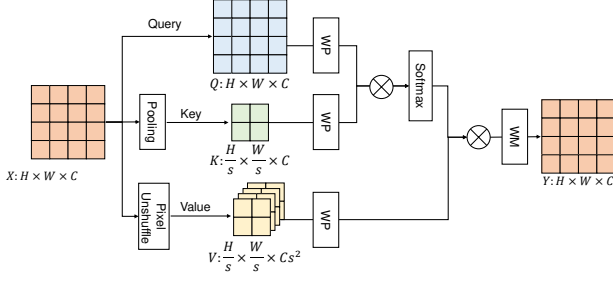 Query
WP
Q: H × W × C
Softmax
Pooling
Key
WP
K: H/s × W/s × C
WM
X: H × W × C
Y: H × W × C
Pixel
Unshuffle
Value
WP
V: H/s × W/s × Cs²